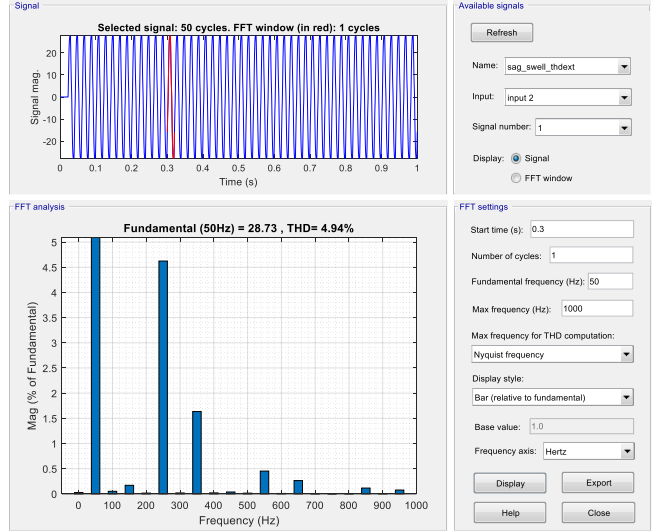 Signal
Selected signal: 50 cycles. FFT window (in red): 1 cycles
Signal mag.
20
10
0
-10
-20
0 0.1 0.2 0.3 0.4 0.5 0.6 0.7 0.8 0.9 1
Time (s)
Available signals
Refresh
Name: sag_swell_thdext
Input: input 2
Signal number: 1
Display: Signal
FFT window
FFT analysis
Fundamental (50Hz) = 28.73 , THD= 4.94%
Mag (% of Fundamental)
5
4.5
4
3.5
3
2.5
2
1.5
1
0.5
0
0 100 200 300 400 500 600 700 800 900 1000
Frequency (Hz)
FFT settings
Start time (s): 0.3
Number of cycles: 1
Fundamental frequency (Hz): 50
Max frequency (Hz): 1000
Max frequency for THD computation:
Nyquist frequency
Display style:
Bar (relative to fundamental)
Base value: 1.0
Frequency axis: Hertz
Display Export
Help Close